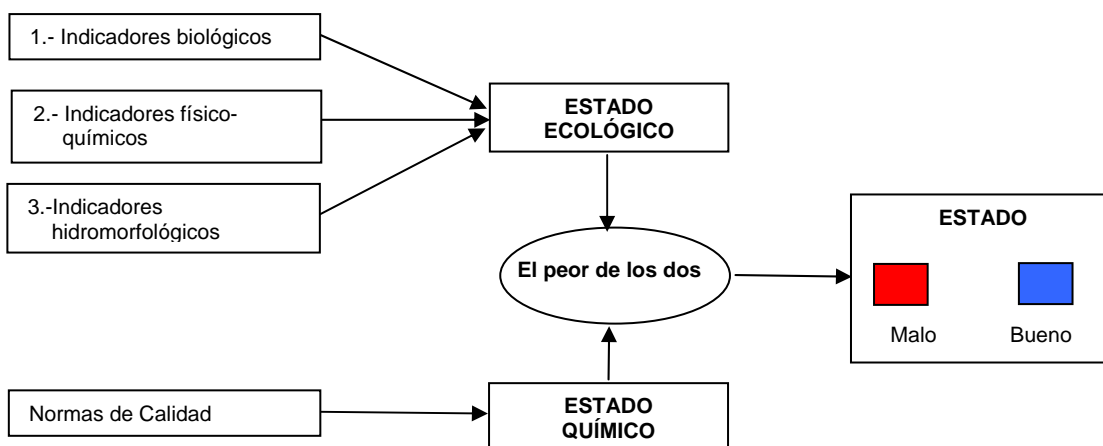 1.- Indicadores biológicos
2.- Indicadores físico-
químicos
3.-Indicadores
hidromorfológicos
ESTADO
ECOLÓGICO
El peor de los dos
ESTADO
Malo Bueno
Normas de Calidad
ESTADO
QUÍMICO